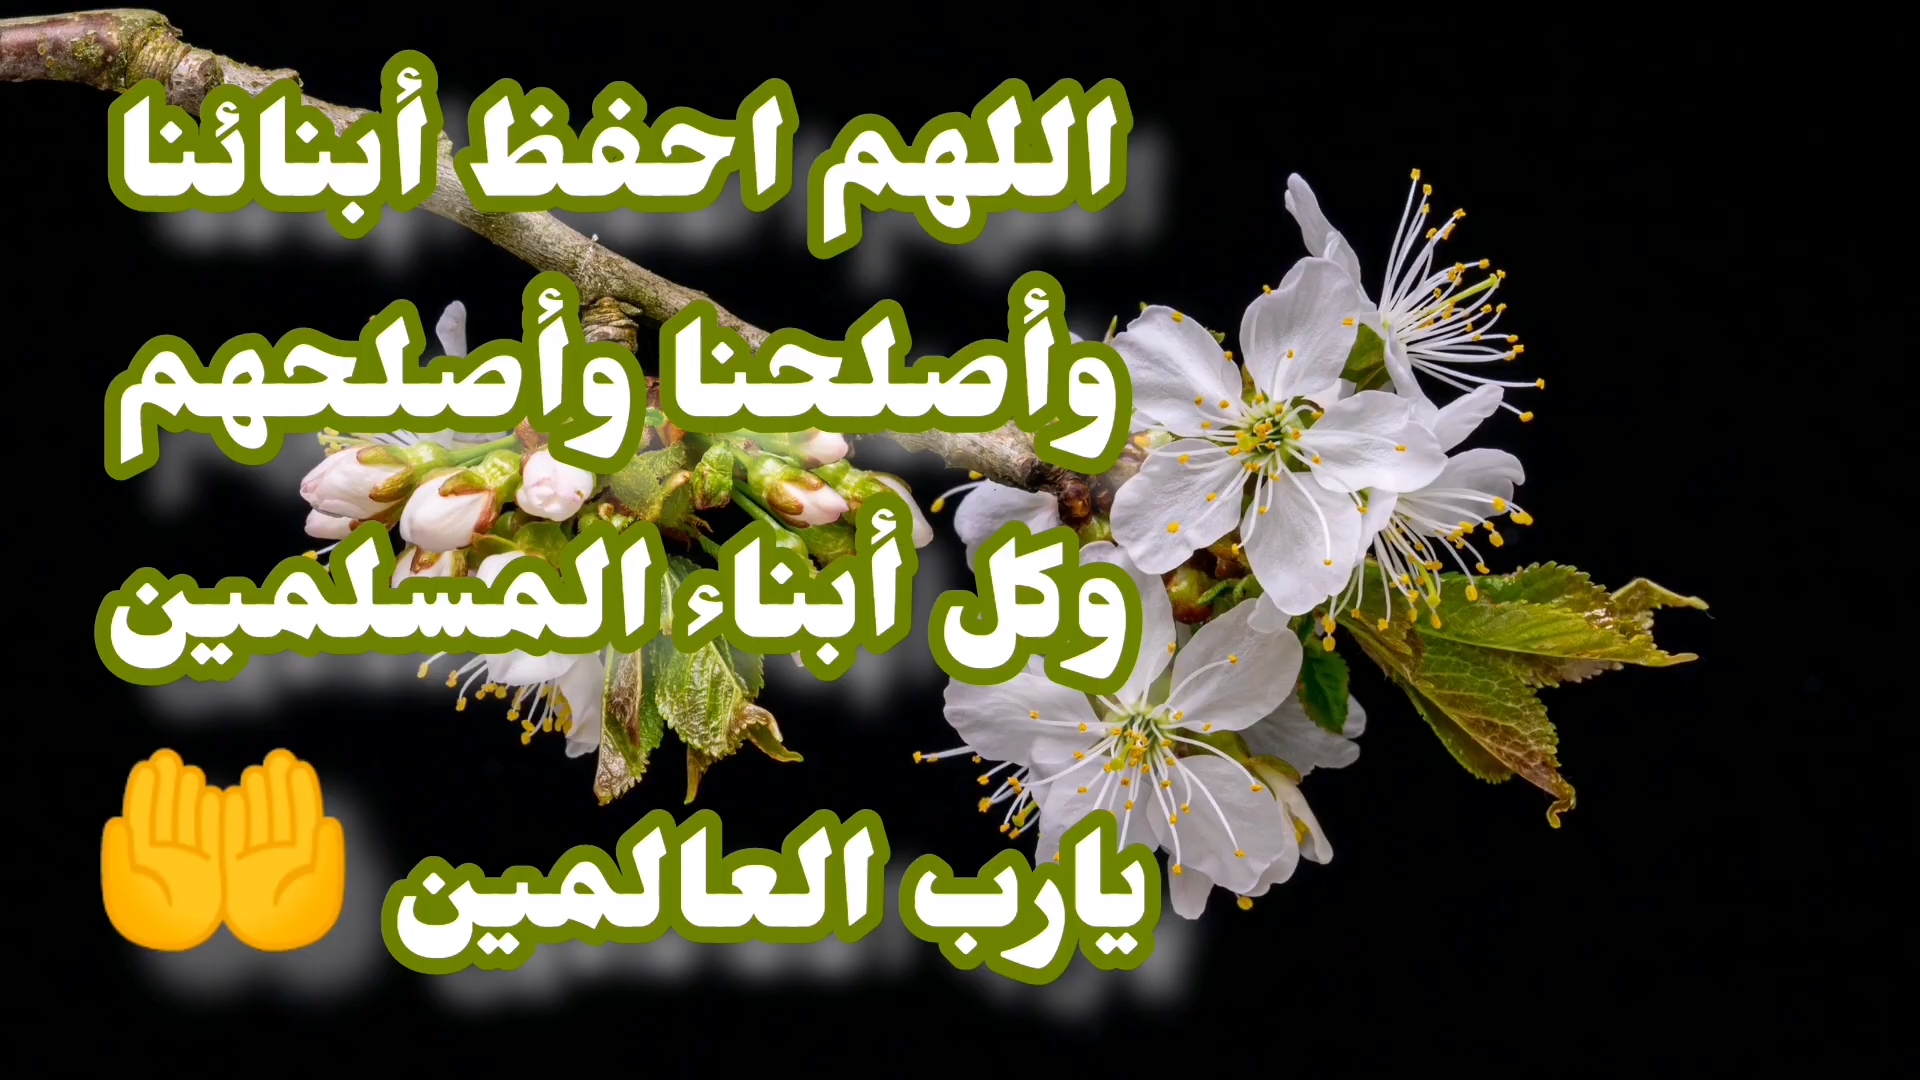 اللهم احفظ أبنائنا
وأصلحنا وأصلحهم
وكل أبناء المسلمين
يارب العالمين 🤲